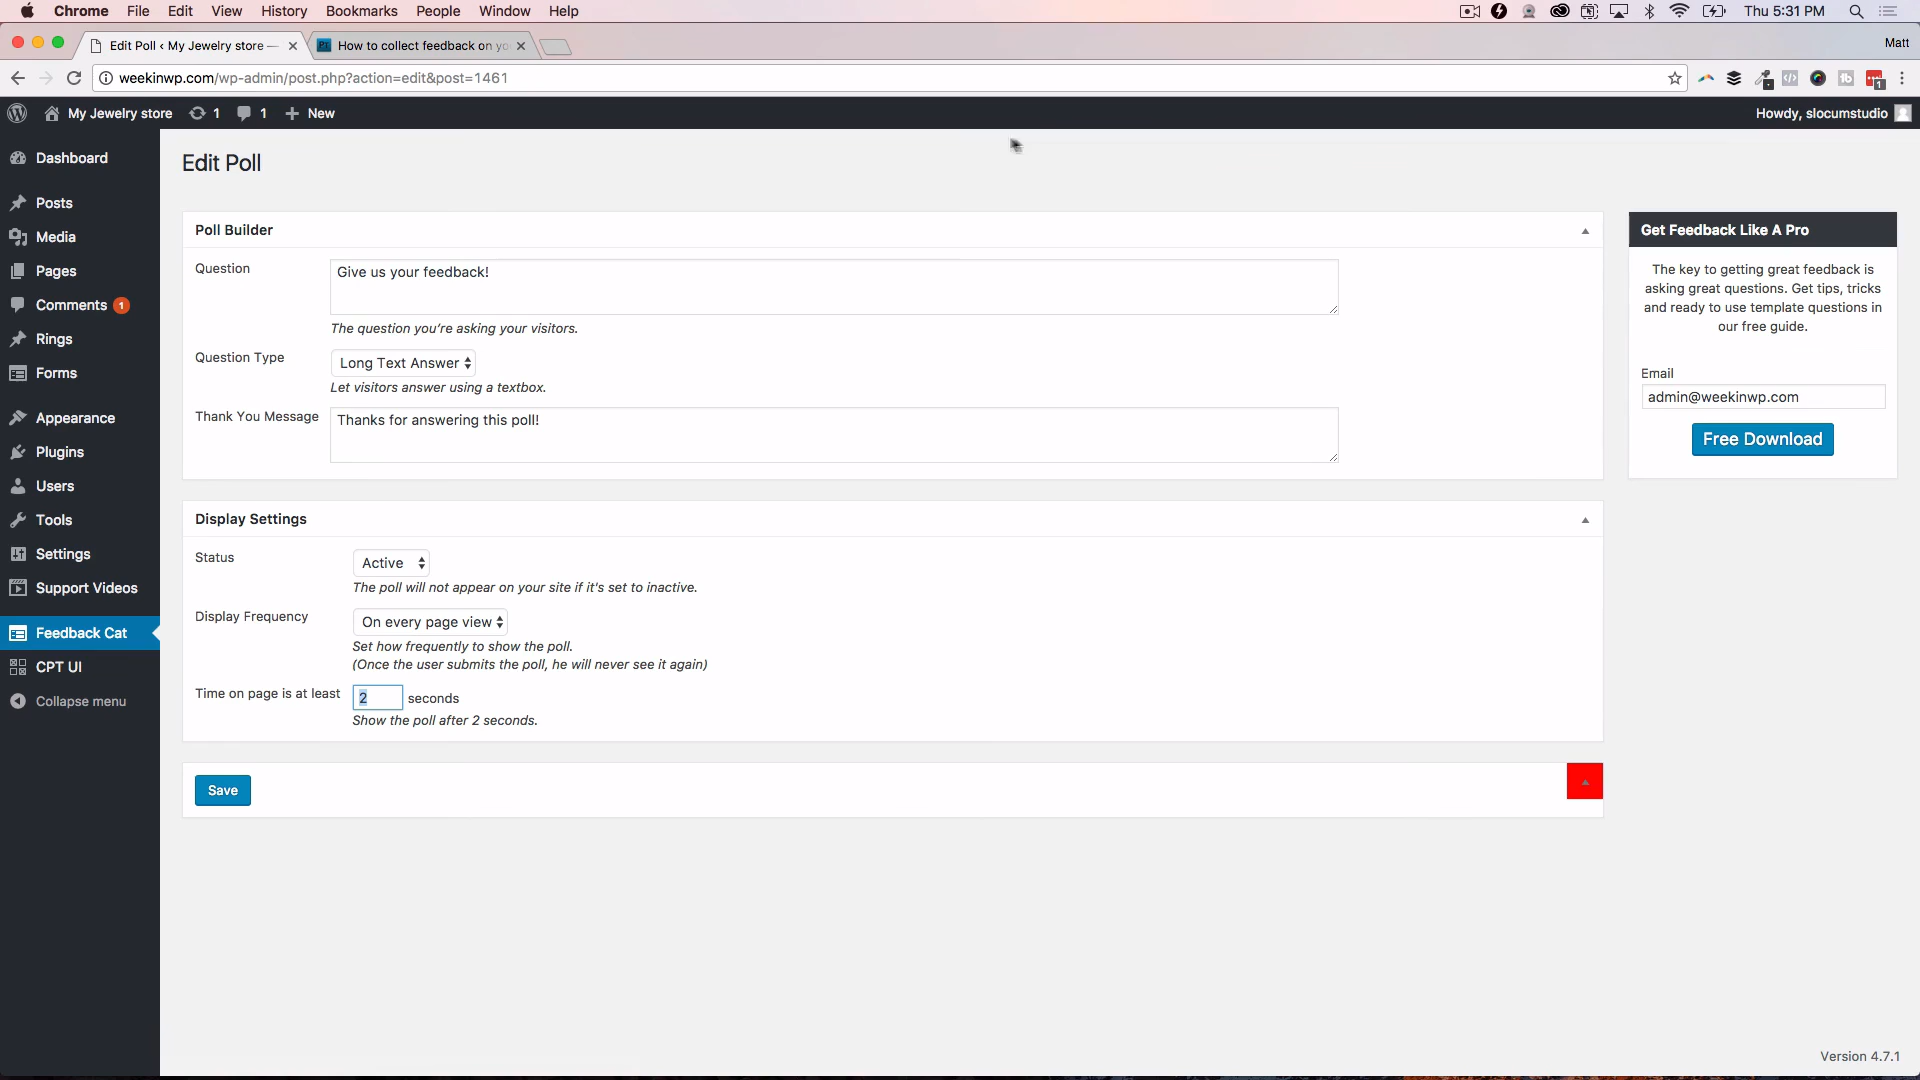 Chrome File Edit View History Bookmarks People Window Help Thu 5:31 PM
Edit Poll ‹ My Jewelry store — How to collect feedback on yo Matt
weekinwp.com/wp-admin/post.php?action=edit&post=1461 1
My Jewelry store 1 1 New Howdy, slocumstudio
Dashboard
Posts
Media
Pages
Comments 1
Rings
Forms
Appearance
Plugins
Users
Tools
Settings
Support Videos
Feedback Cat
CPT UI
Collapse menu
Edit Poll
Poll Builder
Question Give us your feedback!
The question you're asking your visitors.
Question Type Long Text Answer
Let visitors answer using a textbox.
Thank You Message Thanks for answering this poll!
Display Settings
Status Active
The poll will not appear on your site if it's set to inactive.
Display Frequency On every page view
Set how frequently to show the poll.
(Once the user submits the poll, he will never see it again)
Time on page is at least 2 seconds
Show the poll after 2 seconds.
Save
Get Feedback Like A Pro
The key to getting great feedback is
asking great questions. Get tips, tricks
and ready to use template questions in
our free guide.
Email
admin@weekinwp.com
Free Download
Version 4.7.1